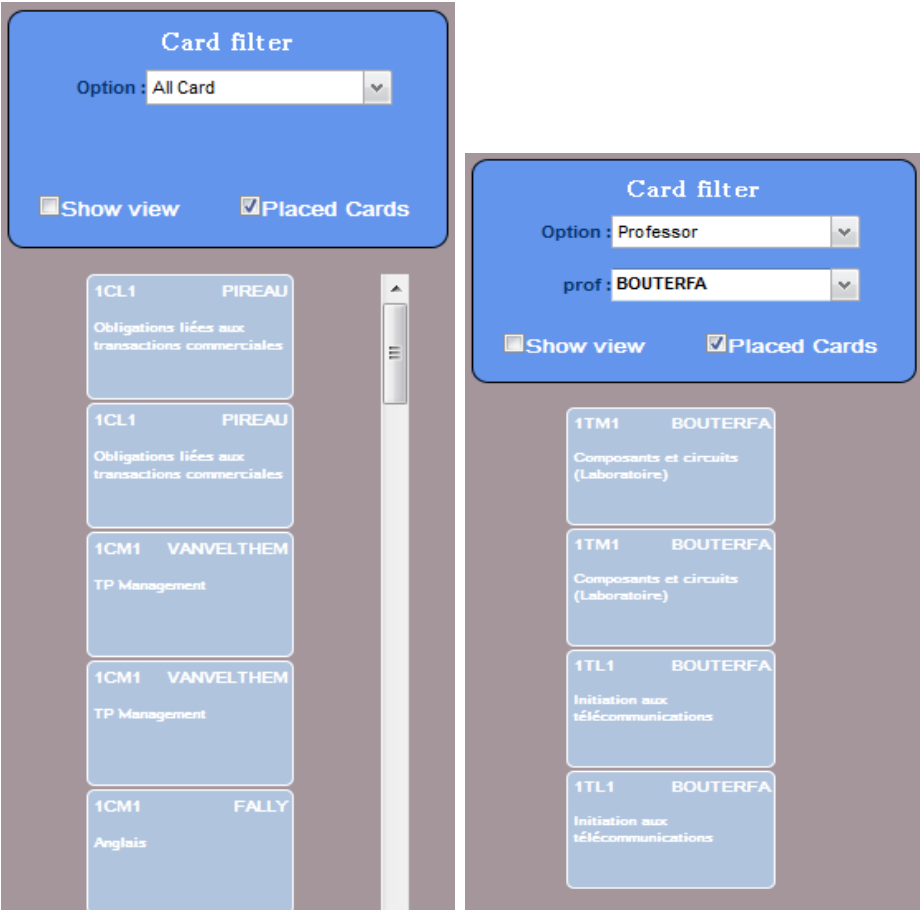 Card filter
Option : All Card
Show view Placed Cards
1CL1 PIREAU
Obligations liées aux
transactions commerciales
1CL1 PIREAU
Obligations liées aux
transactions commerciales
1CM1 VANVELTHEM
TP Management
1CM1 VANVELTHEM
TP Management
1CM1 FALLY
Anglais
Card filter
Option : Professor
prof : BOUTERFA
Show view Placed Cards
1TM1 BOUTERFA
Composants et circuits
(Laboratoire)
1TM1 BOUTERFA
Composants et circuits
(Laboratoire)
1TL1 BOUTERFA
Initiation aux
télécommunications
1TL1 BOUTERFA
Initiation aux
télécommunications